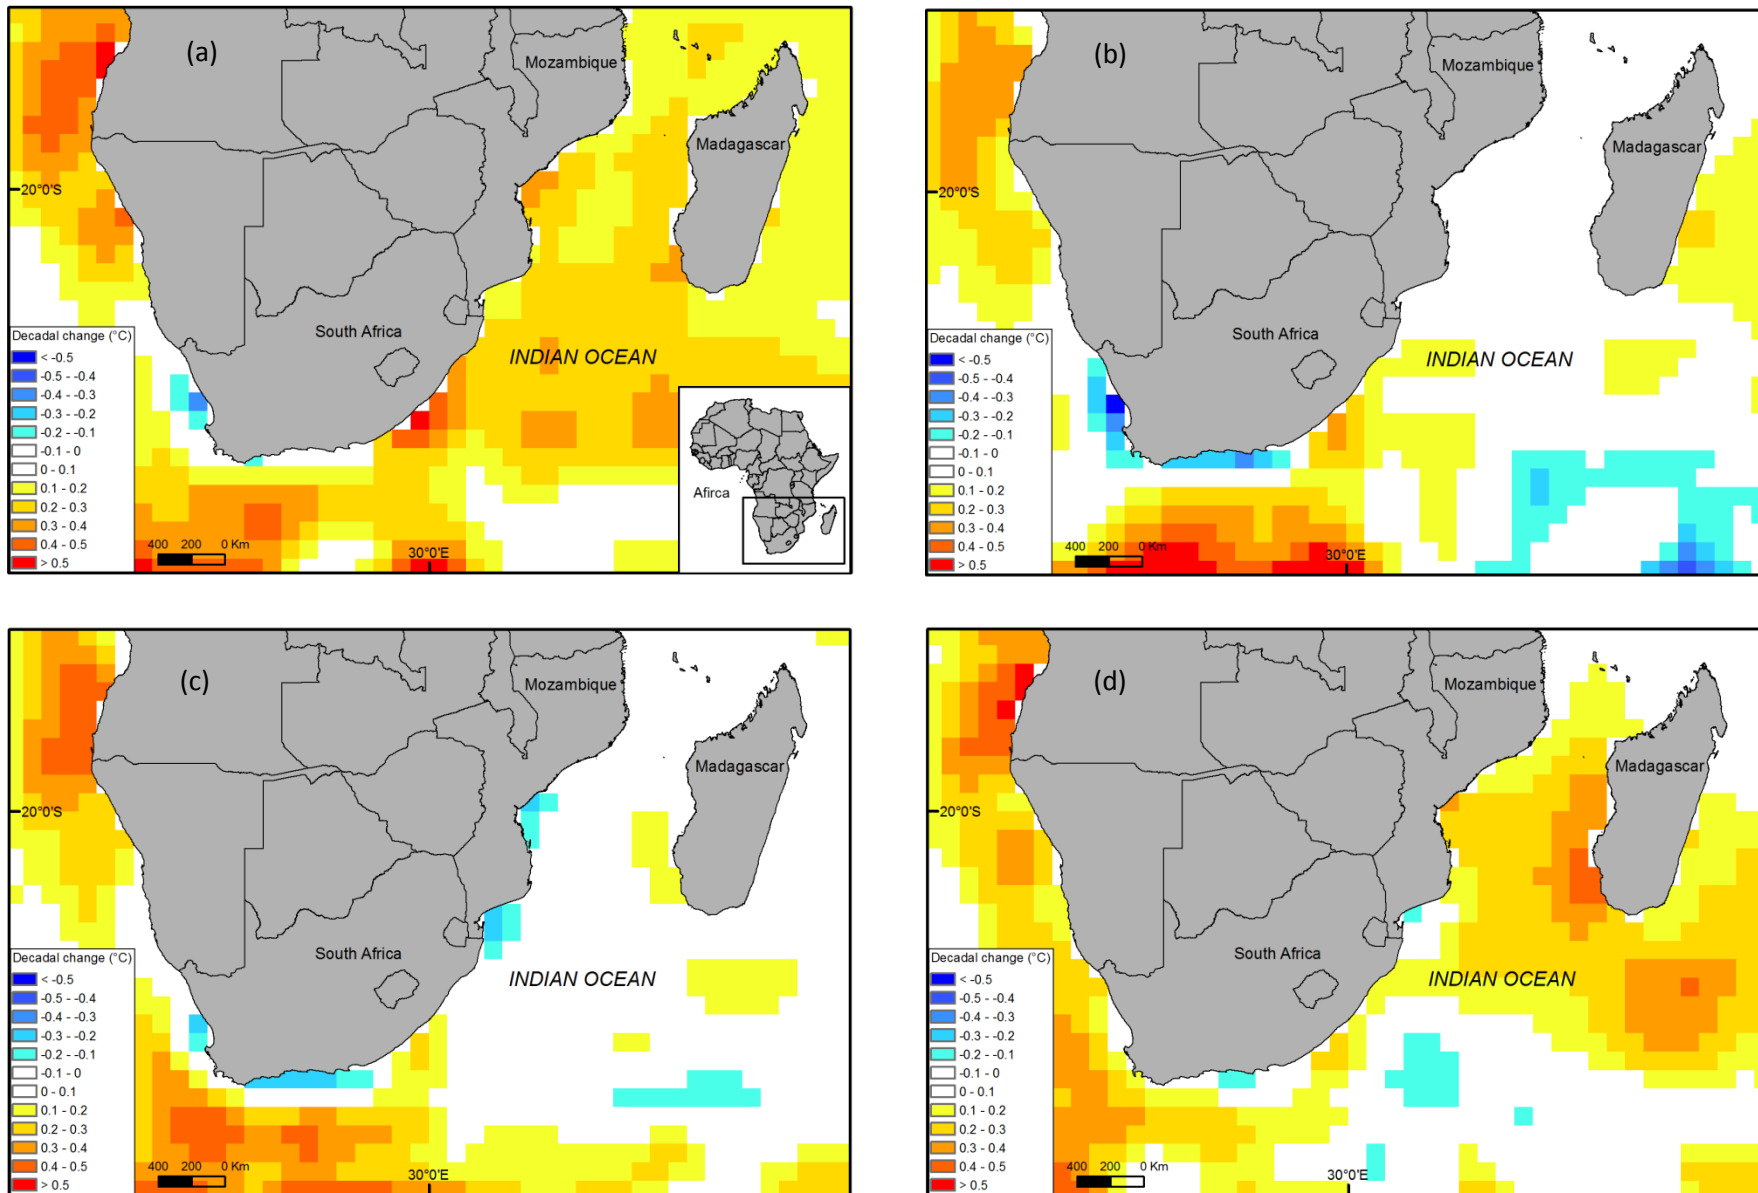 (a)
Mozambique
Madagascar
20°0'S
South Africa
INDIAN OCEAN
Decadal change (°C)
< -0.5
-0.5 - -0.4
-0.4 - -0.3
-0.3 - -0.2
-0.2 - -0.1
-0.1 - 0
0 - 0.1
0.1 - 0.2
0.2 - 0.3
0.3 - 0.4
0.4 - 0.5
> 0.5
Afirca
400 200 0 Km
30°0'E
(b)
Mozambique
Madagascar
20°0'S
South Africa
INDIAN OCEAN
Decadal change (°C)
< -0.5
-0.5 - -0.4
-0.4 - -0.3
-0.3 - -0.2
-0.2 - -0.1
-0.1 - 0
0 - 0.1
0.1 - 0.2
0.2 - 0.3
0.3 - 0.4
0.4 - 0.5
> 0.5
400 200 0 Km
30°0'E
(c)
Mozambique
Madagascar
20°0'S
South Africa
INDIAN OCEAN
Decadal change (°C)
< -0.5
-0.5 - -0.4
-0.4 - -0.3
-0.3 - -0.2
-0.2 - -0.1
-0.1 - 0
0 - 0.1
0.1 - 0.2
0.2 - 0.3
0.3 - 0.4
0.4 - 0.5
> 0.5
400 200 0 Km
30°0'E
(d)
Mozambique
Madagascar
20°0'S
South Africa
INDIAN OCEAN
Decadal change (°C)
< -0.5
-0.5 - -0.4
-0.4 - -0.3
-0.3 - -0.2
-0.2 - -0.1
-0.1 - 0
0 - 0.1
0.1 - 0.2
0.2 - 0.3
0.3 - 0.4
0.4 - 0.5
> 0.5
400 200 0 Km
30°0'E